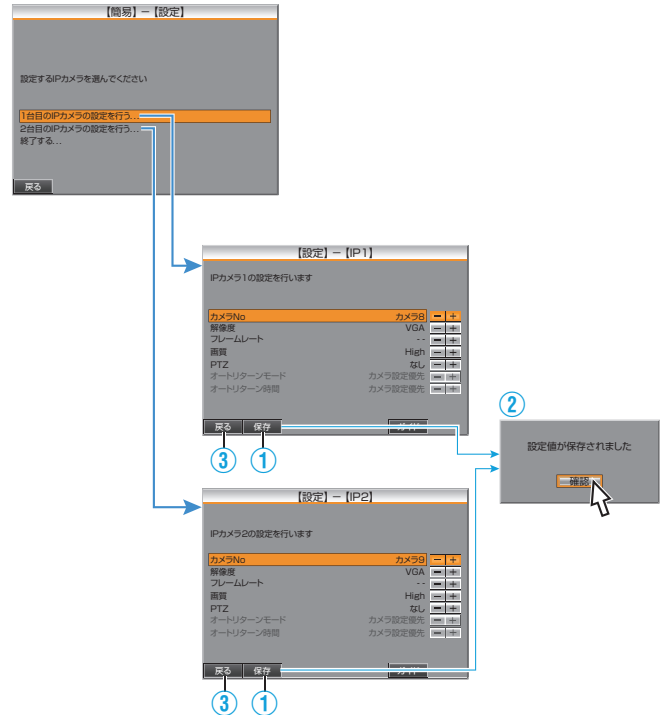 【簡易】－【設定】
設定するIPカメラを選んでください
1台目のIPカメラの設定を行う...
2台目のIPカメラの設定を行う...
終了する...
戻る
【設定】－【IP1】
IPカメラ1の設定を行います
カメラNo カメラ8 － ＋
解像度 VGA － ＋
フレームレート -- － ＋
画質 High － ＋
PTZ なし － ＋
オートリターンモード カメラ設定優先 － ＋
オートリターン時間 カメラ設定優先 － ＋
戻る 保存 ガイド
③ ①
②
設定値が保存されました
確認
【設定】－【IP2】
IPカメラ2の設定を行います
カメラNo カメラ9 － ＋
解像度 VGA － ＋
フレームレート -- － ＋
画質 High － ＋
PTZ なし － ＋
オートリターンモード カメラ設定優先 － ＋
オートリターン時間 カメラ設定優先 － ＋
戻る 保存 ガイド
③ ①